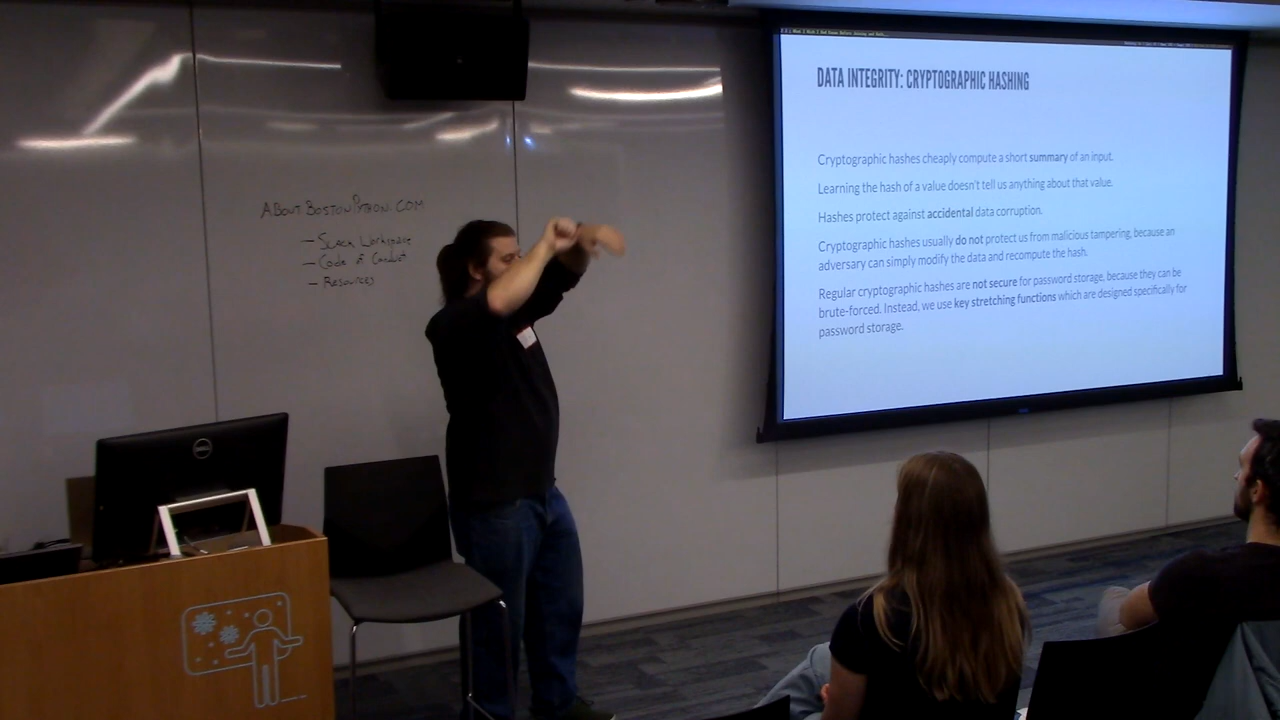 DATA INTEGRITY: CRYPTOGRAPHIC HASHING
Cryptographic hashes cheaply compute a short summary of an input.
Learning the hash of a value doesn't tell us anything about that value.
Hashes protect against accidental data corruption.
Cryptographic hashes usually do not protect us from malicious tampering, because an
adversary can simply modify the data and recompute the hash.
Regular cryptographic hashes are not secure for password storage, because they can be
brute-forced. Instead, we use key stretching functions which are designed specifically for
password storage.
ABOUTBOSTONPYTHON.COM
- SLACK WORKSPACE
- CODE OF CONDUCT
- RESOURCES
DELL